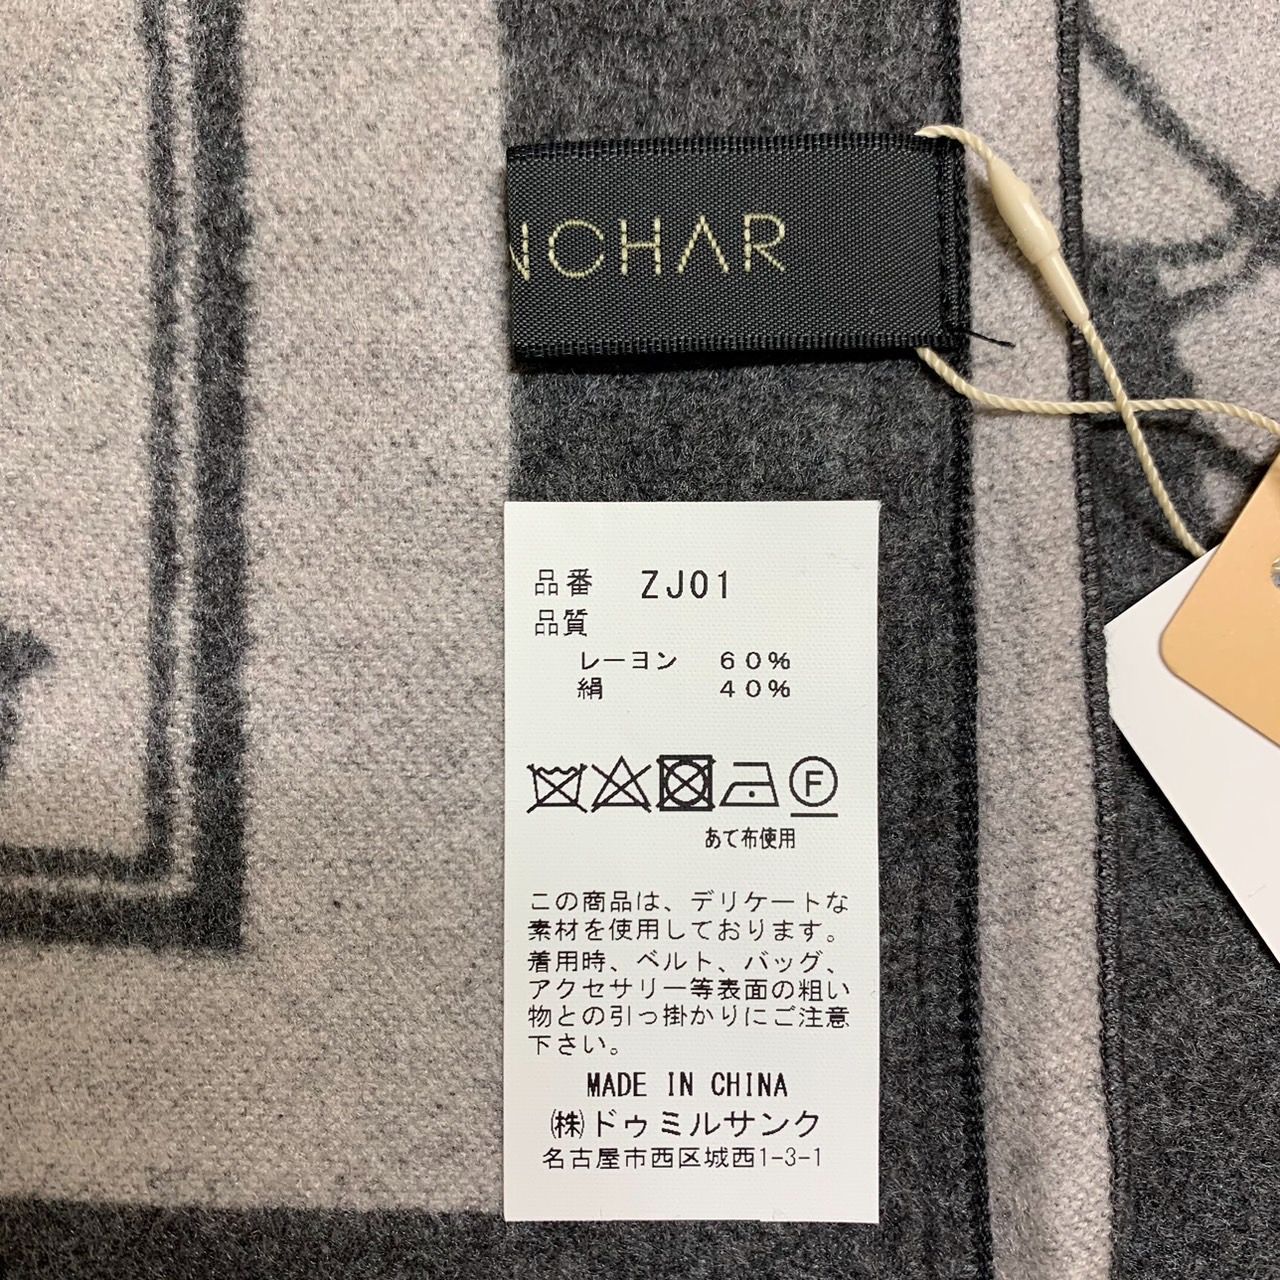 NCHAR
品番 ZJ01
品質
レーヨン 60%
絹 40%
F
あて布使用
この商品は、デリケートな
素材を使用しております。
着用時、ベルト、バッグ、
アクセサリー等表面の粗い
物との引っ掛かりにご注意
下さい。
MADE IN CHINA
㈱ドゥミルサンク
名古屋市西区城西1-3-1